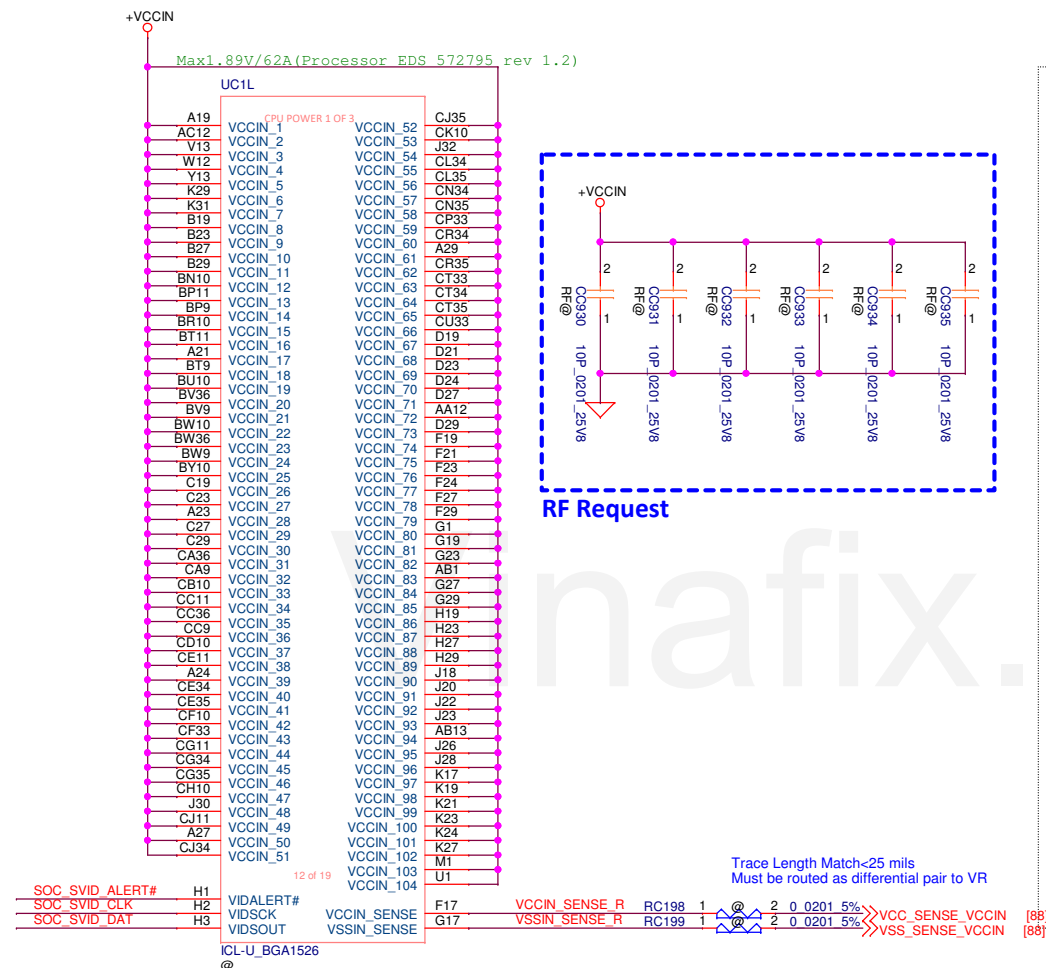 +VCCIN
Max1.89V/62A(Processor EDS 572795 rev 1.2)
UC1L
CPU POWER 1 OF 3
A19 VCCIN_1 VCCIN_52 CJ35
AC12 VCCIN_2 VCCIN_53 CK10
V13 VCCIN_3 VCCIN_54 J32
W12 VCCIN_4 VCCIN_55 CL34
Y13 VCCIN_5 VCCIN_56 CL35
K29 VCCIN_6 VCCIN_57 CN34
K31 VCCIN_7 VCCIN_58 CN35
B19 VCCIN_8 VCCIN_59 CP33
B23 VCCIN_9 VCCIN_60 CR34
B27 VCCIN_10 VCCIN_61 A29
B29 VCCIN_11 VCCIN_62 CR35
BN10 VCCIN_12 VCCIN_63 CT33
BP11 VCCIN_13 VCCIN_64 CT34
BP9 VCCIN_14 VCCIN_65 CT35
BR10 VCCIN_15 VCCIN_66 CU33
BT11 VCCIN_16 VCCIN_67 D19
A21 VCCIN_17 VCCIN_68 D21
BT9 VCCIN_18 VCCIN_69 D23
BU10 VCCIN_19 VCCIN_70 D24
BV36 VCCIN_20 VCCIN_71 D27
BV9 VCCIN_21 VCCIN_72 AA12
BW10 VCCIN_22 VCCIN_73 D29
BW36 VCCIN_23 VCCIN_74 F19
BW9 VCCIN_24 VCCIN_75 F21
BY10 VCCIN_25 VCCIN_76 F23
C19 VCCIN_26 VCCIN_77 F24
C23 VCCIN_27 VCCIN_78 F27
A23 VCCIN_28 VCCIN_79 F29
C27 VCCIN_29 VCCIN_80 G1
C29 VCCIN_30 VCCIN_81 G19
CA36 VCCIN_31 VCCIN_82 G23
CA9 VCCIN_32 VCCIN_83 AB1
CB10 VCCIN_33 VCCIN_84 G27
CC11 VCCIN_34 VCCIN_85 G29
CC36 VCCIN_35 VCCIN_86 H19
CC9 VCCIN_36 VCCIN_87 H23
CD10 VCCIN_37 VCCIN_88 H27
CE11 VCCIN_38 VCCIN_89 H29
A24 VCCIN_39 VCCIN_90 J18
CE34 VCCIN_40 VCCIN_91 J20
CE35 VCCIN_41 VCCIN_92 J22
CF10 VCCIN_42 VCCIN_93 J23
CF33 VCCIN_43 VCCIN_94 AB13
CG11 VCCIN_44 VCCIN_95 J26
CG34 VCCIN_45 VCCIN_96 J28
CG35 VCCIN_46 VCCIN_97 K17
CH10 VCCIN_47 VCCIN_98 K19
J30 VCCIN_48 VCCIN_99 K21
CJ11 VCCIN_49 VCCIN_100 K23
A27 VCCIN_50 VCCIN_101 K24
CJ34 VCCIN_51 VCCIN_102 K27
VCCIN_103 M1
VCCIN_104 U1
12 of 19
SOC_SVID_ALERT# H1 VIDALERT#
SOC_SVID_CLK H2 VIDSCK VCCIN_SENSE F17 VCCIN_SENSE_R RC198 1 @ 2 0_0201_5% VCC_SENSE_VCCIN [88]
SOC_SVID_DAT H3 VIDSOUT VSSIN_SENSE G17 VSSIN_SENSE_R RC199 1 @ 2 0_0201_5% VSS_SENSE_VCCIN [88]
ICL-U_BGA1526
@
Trace Length Match<25 mils
Must be routed as differential pair to VR
+VCCIN
2 1 CC930 10P_0201_25V8 RF@
2 1 CC931 10P_0201_25V8 RF@
2 1 CC932 10P_0201_25V8 RF@
2 1 CC933 10P_0201_25V8 RF@
2 1 CC934 10P_0201_25V8 RF@
2 1 CC935 10P_0201_25V8 RF@
RF Request
Vinafix.